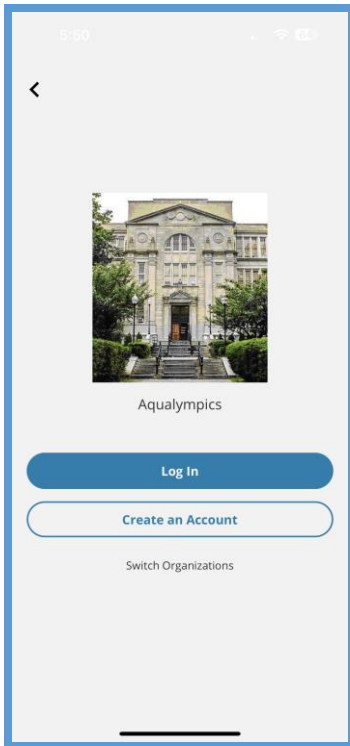 5:50
Aqualympics
Log In
Create an Account
Switch Organizations